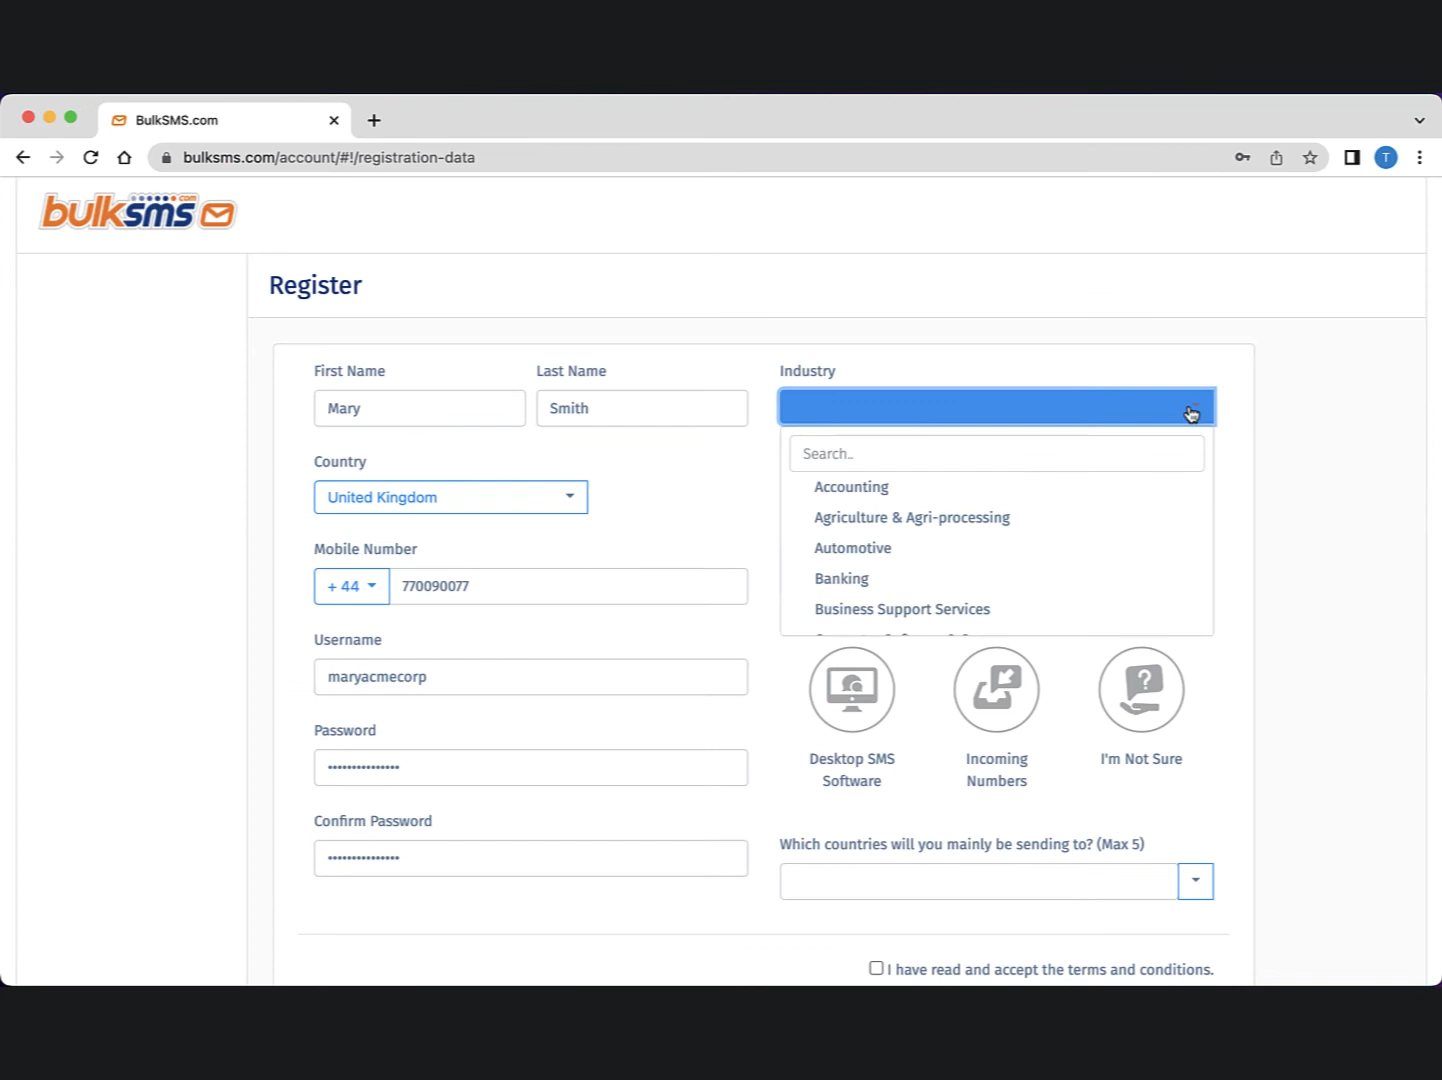 BulkSMS.com
bulksms.com/account/#!/registration-data
T
bulksms.com
Register
First Name
Last Name
Industry
Mary
Smith
Search..
Country
Accounting
United Kingdom
Agriculture & Agri-processing
Mobile Number
Automotive
+ 44
770090077
Banking
Business Support Services
Username
maryacmecorp
Password
•••••••••••••••
Desktop SMS
Software
Incoming
Numbers
I'm Not Sure
Confirm Password
•••••••••••••••
Which countries will you mainly be sending to? (Max 5)
I have read and accept the terms and conditions.